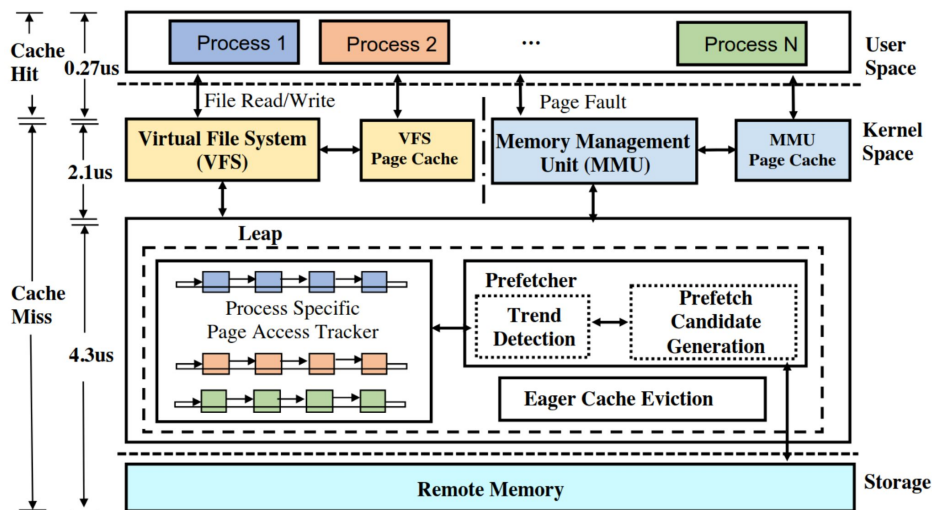 Process 1
Process 2
...
Process N
User
Space
Cache
Hit
0.27us
File Read/Write
Page Fault
Virtual File System
(VFS)
VFS
Page Cache
Memory Management
Unit (MMU)
MMU
Page Cache
Kernel
Space
2.1us
Leap
Cache
Miss
4.3us
Process Specific
Page Access Tracker
Prefetcher
Trend
Detection
Prefetch
Candidate
Generation
Eager Cache Eviction
Remote Memory
Storage